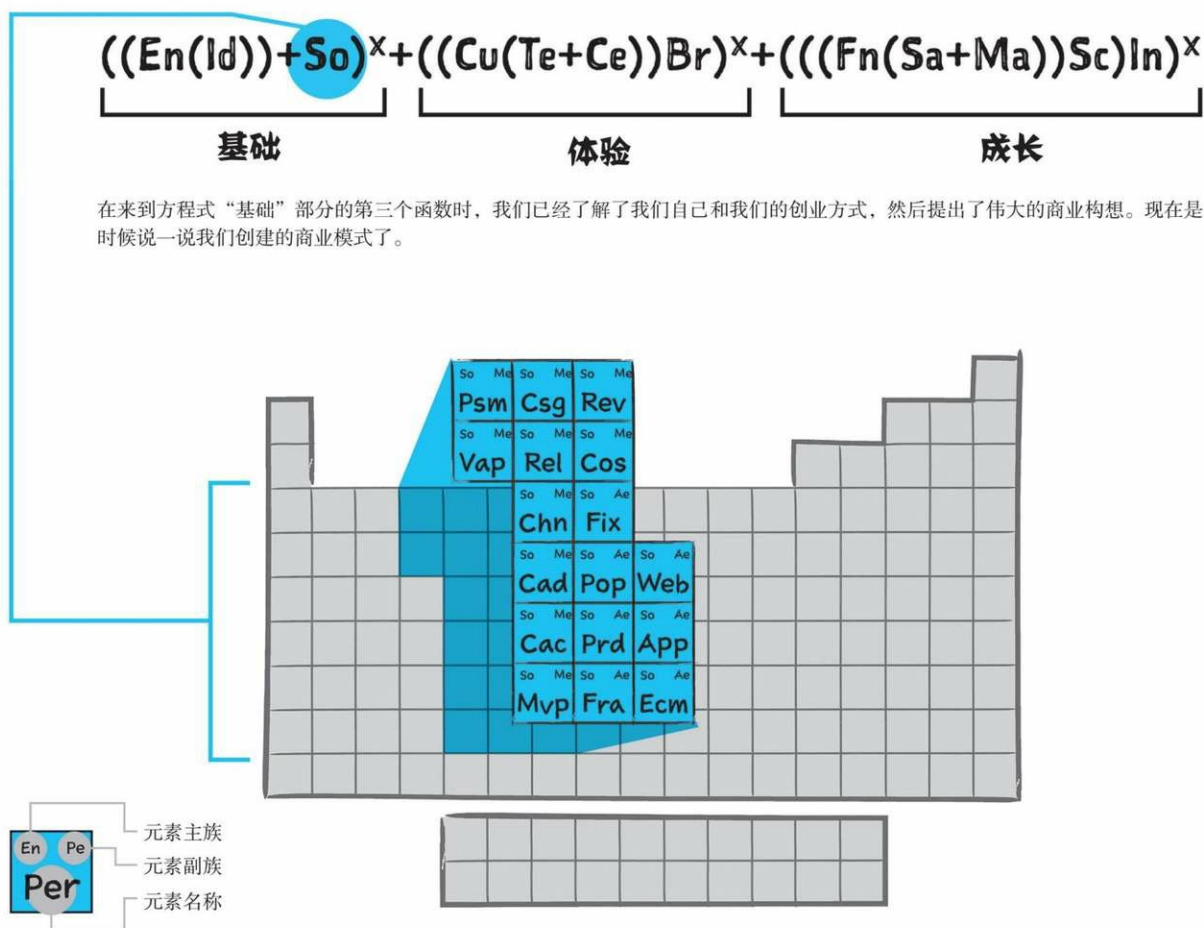 ((En(Id))+So)ˣ+((Cu(Te+Ce))Br)ˣ+(((Fn(Sa+Ma))Sc)In)ˣ
基础 体验 成长
在来到方程式“基础”部分的第三个函数时，我们已经了解了我们自己和我们的创业方式，然后提出了伟大的商业构想。现在是
时候说一说我们创建的商业模式了。
So Me So Me So Me
Psm Csg Rev
So Me So Me So Me
Vap Rel Cos
So Me So Ae
Chn Fix
So Me So Ae So Ae
Cad Pop Web
So Me So Ae So Ae
Cac Prd App
So Me So Ae So Ae
Mvp Fra Ecm
En Pe
Per
元素主族
元素副族
元素名称